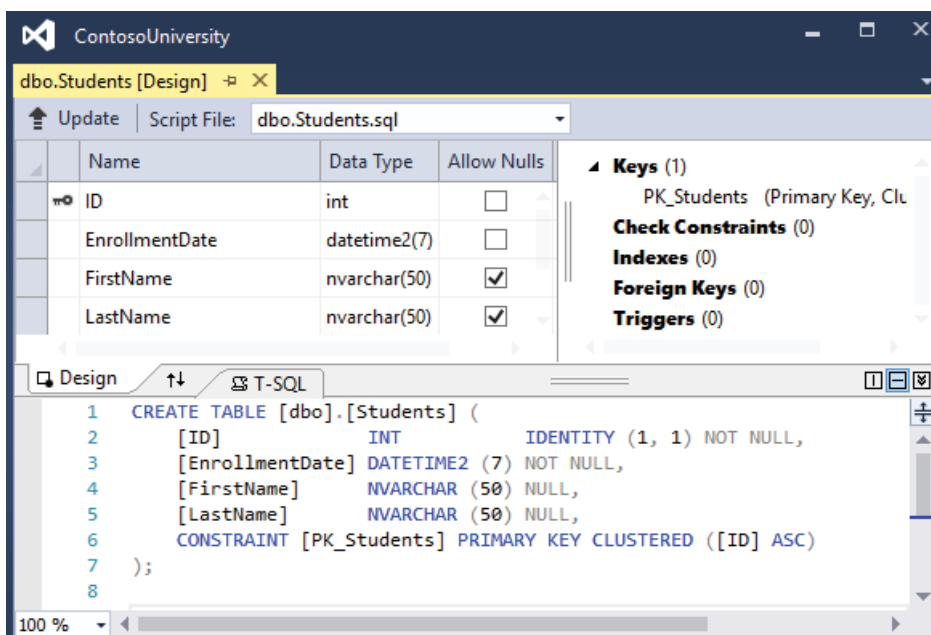 ContosoUniversity
dbo.Students [Design]
Update Script File: dbo.Students.sql
Name Data Type Allow Nulls
ID int
EnrollmentDate datetime2(7)
FirstName nvarchar(50)
LastName nvarchar(50)
Keys (1)
PK_Students (Primary Key, Clu
Check Constraints (0)
Indexes (0)
Foreign Keys (0)
Triggers (0)
Design T-SQL
1 CREATE TABLE [dbo].[Students] (
2 [ID] INT IDENTITY (1, 1) NOT NULL,
3 [EnrollmentDate] DATETIME2 (7) NOT NULL,
4 [FirstName] NVARCHAR (50) NULL,
5 [LastName] NVARCHAR (50) NULL,
6 CONSTRAINT [PK_Students] PRIMARY KEY CLUSTERED ([ID] ASC)
7 );
8
100 %